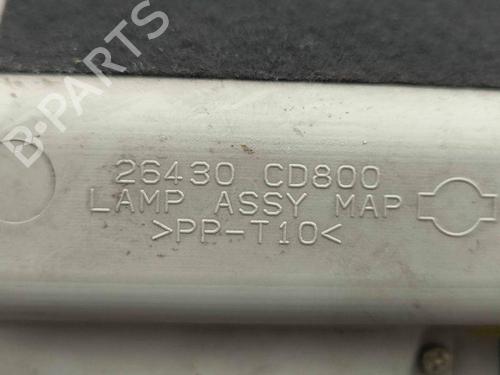 B-PARTS
26430 CD800
LAMP ASSY MAP
>PP-T10<